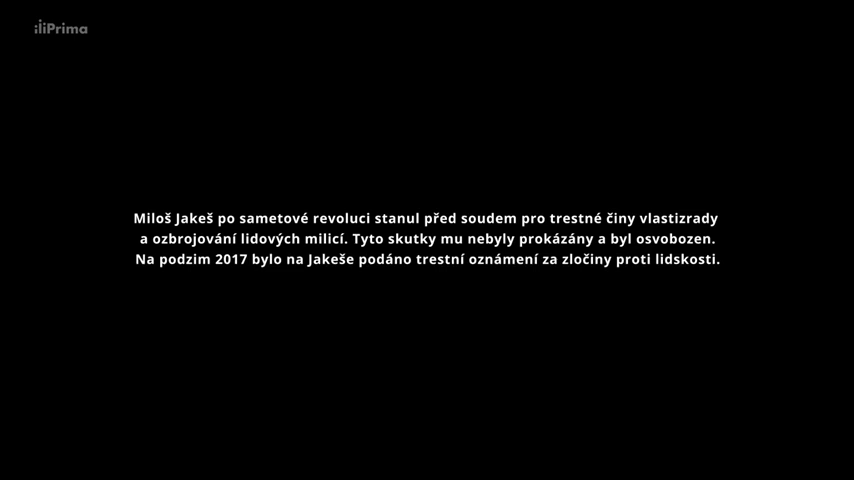 iPrima
Miloš Jakeš po sametové revoluci stanul před soudem pro trestné činy vlastizrady
a ozbrojování lidových milicí. Tyto skutky mu nebyly prokázány a byl osvobozen.
Na podzim 2017 bylo na Jakeše podáno trestní oznámení za zločiny proti lidskosti.